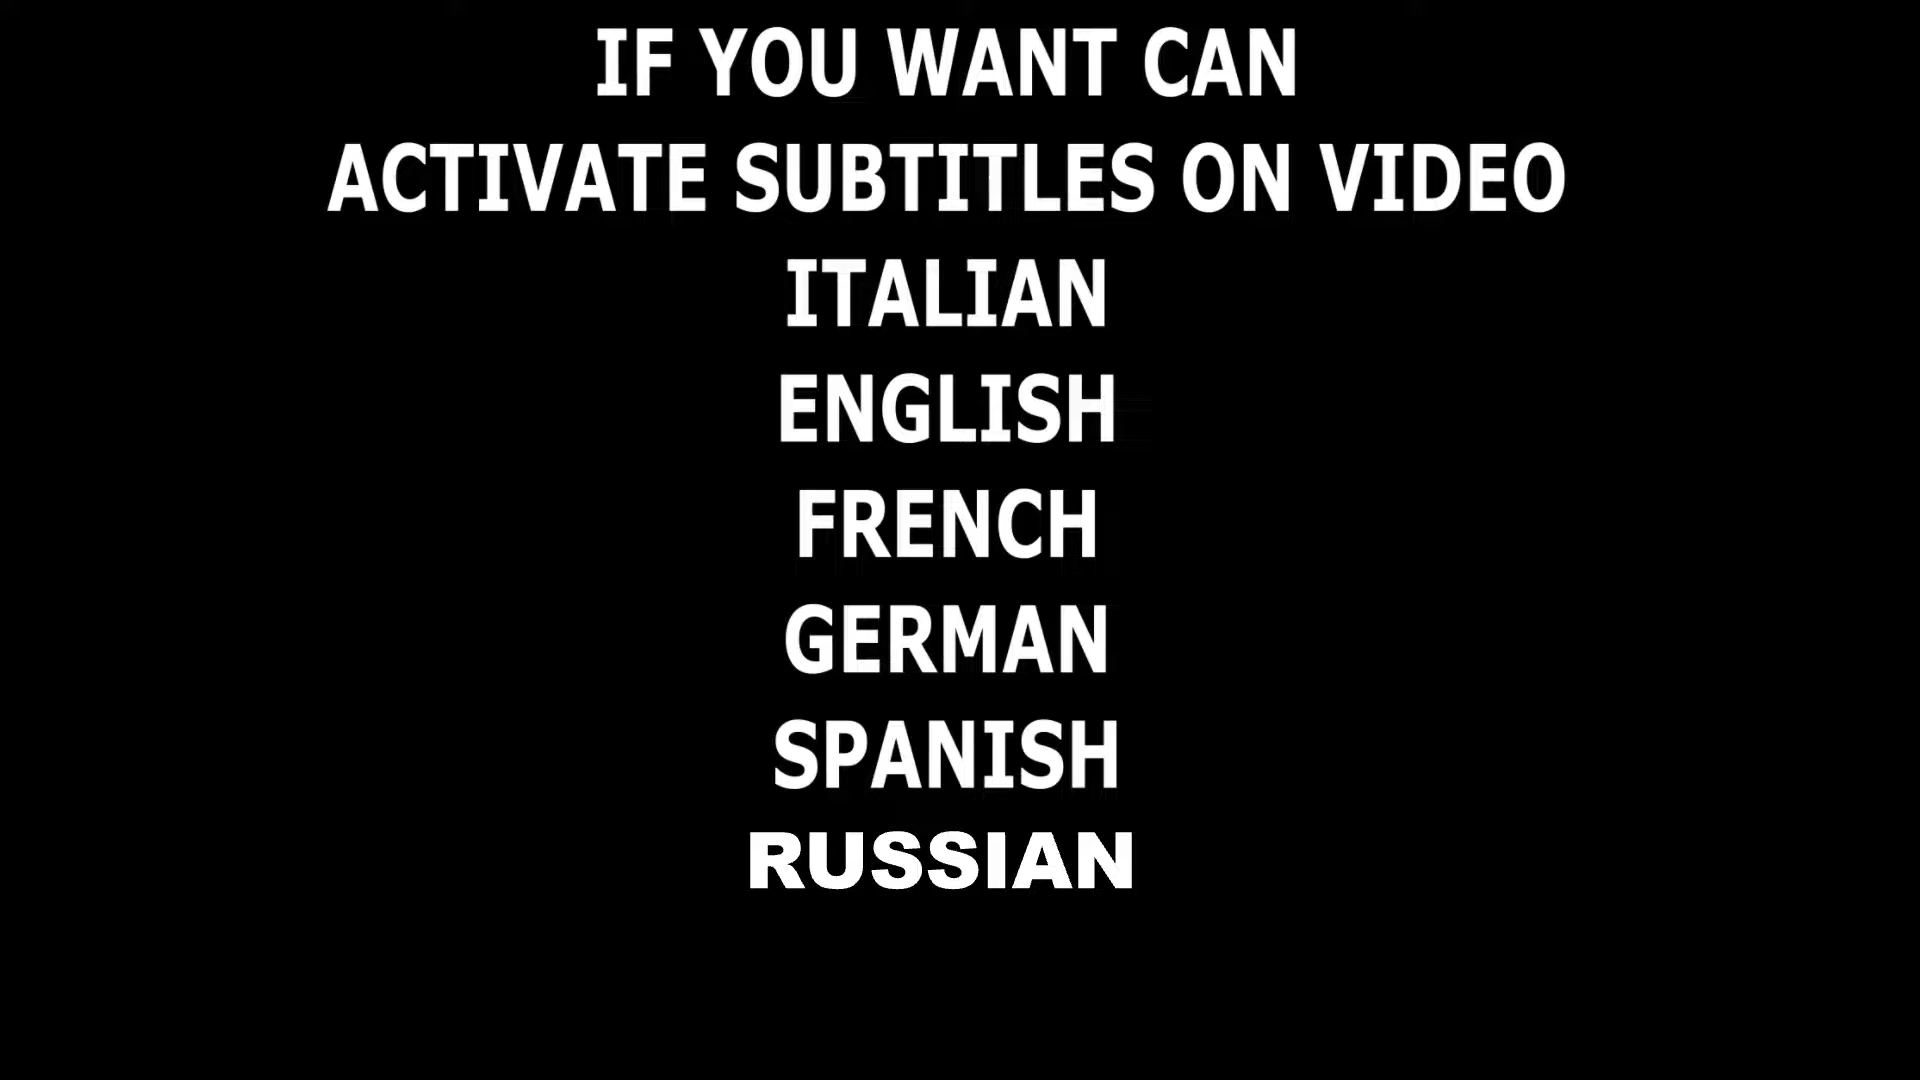 IF YOU WANT CAN
ACTIVATE SUBTITLES ON VIDEO
ITALIAN
ENGLISH
FRENCH
GERMAN
SPANISH
RUSSIAN